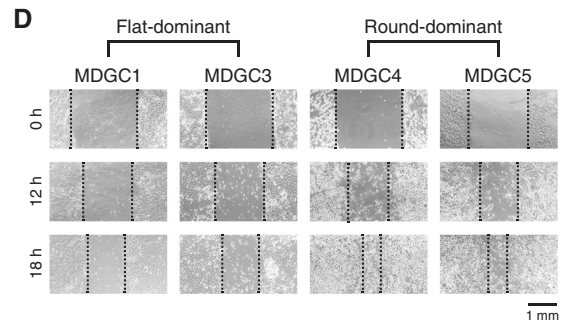 D
Flat-dominant Round-dominant
MDGC1 MDGC3 MDGC4 MDGC5
0 h
12 h
18 h
1 mm